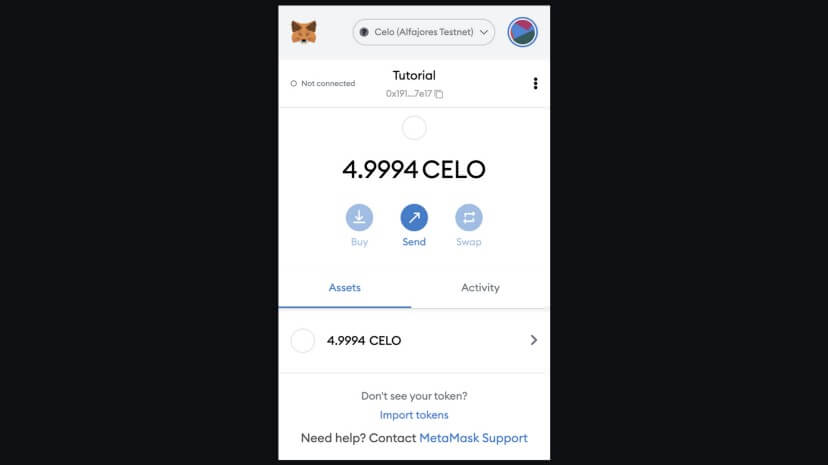 Celo (Alfajores Testnet)
Not connected
Tutorial
0x191...7e17
4.9994 CELO
Buy
Send
Swap
Assets
Activity
4.9994 CELO
Don't see your token?
Import tokens
Need help? Contact MetaMask Support